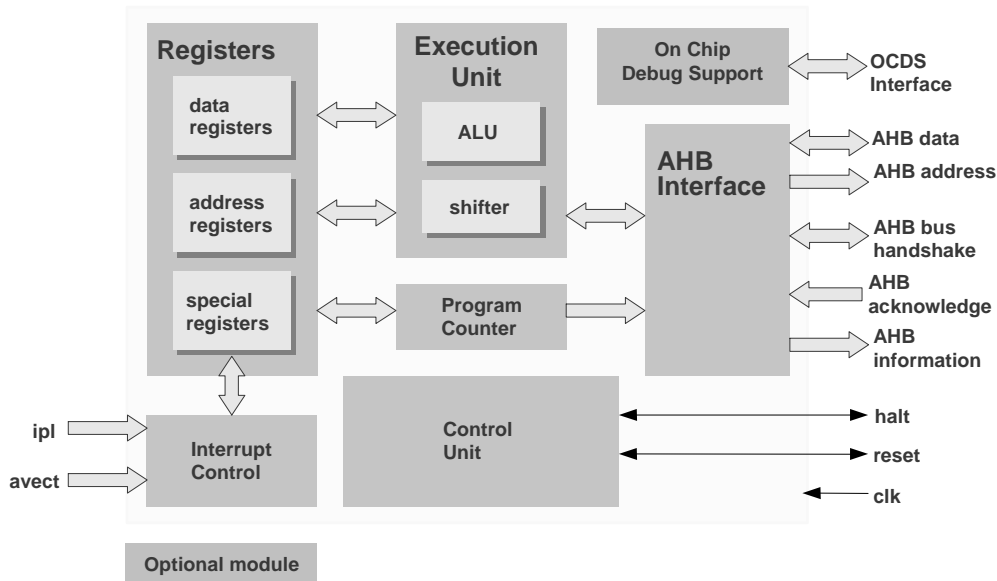 Registers
data
registers
address
registers
special
registers
Execution
Unit
ALU
shifter
Program
Counter
On Chip
Debug Support
AHB
Interface
OCDS
Interface
AHB data
AHB address
AHB bus
handshake
AHB
acknowledge
AHB
information
ipl
avect
Interrupt
Control
Control
Unit
halt
reset
clk
Optional module